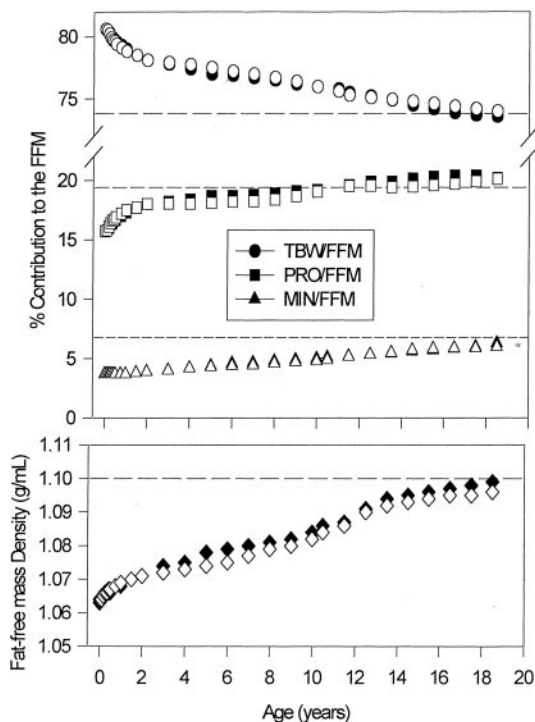 80
75
20
15
5
0
% Contribution to the FFM
TBW/FFM
PRO/FFM
MIN/FFM
1.11
1.10
1.09
1.08
1.07
1.06
1.05
Fat-free mass Density (g/mL)
0 2 4 6 8 10 12 14 16 18 20
Age (years)